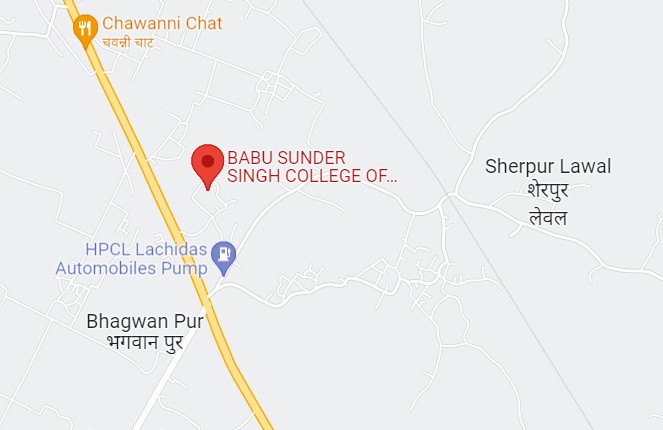 Chawanni Chat
चवन्नी चाट
BABU SUNDER
SINGH COLLEGE OF...
Sherpur Lawal
शेरपुर
लेवल
HPCL Lachidas
Automobiles Pump
Bhagwan Pur
भगवान पुर